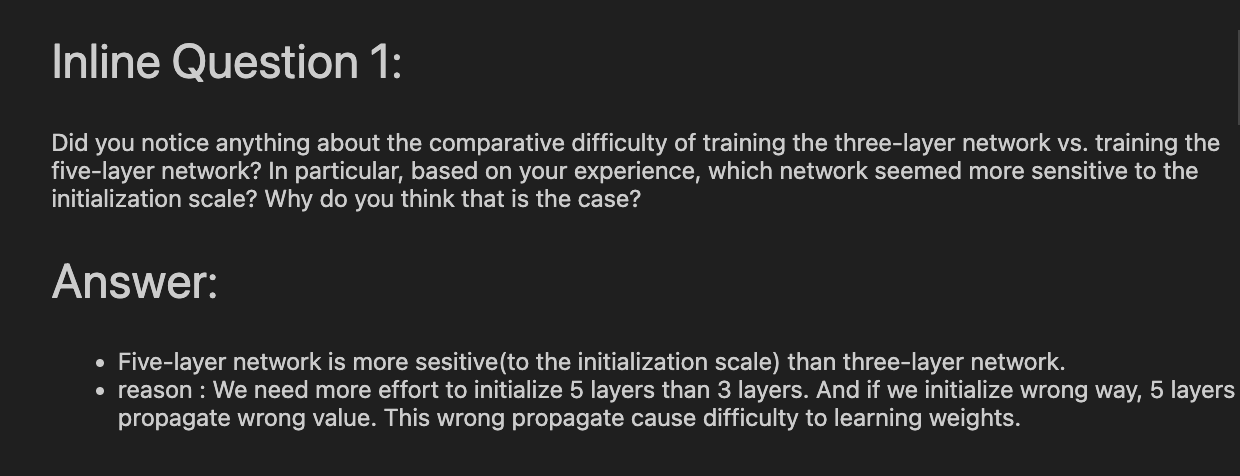 Inline Question 1:
Did you notice anything about the comparative difficulty of training the three-layer network vs. training the
five-layer network? In particular, based on your experience, which network seemed more sensitive to the
initialization scale? Why do you think that is the case?
Answer:
• Five-layer network is more sesitive(to the initialization scale) than three-layer network.
• reason : We need more effort to initialize 5 layers than 3 layers. And if we initialize wrong way, 5 layers
propagate wrong value. This wrong propagate cause difficulty to learning weights.